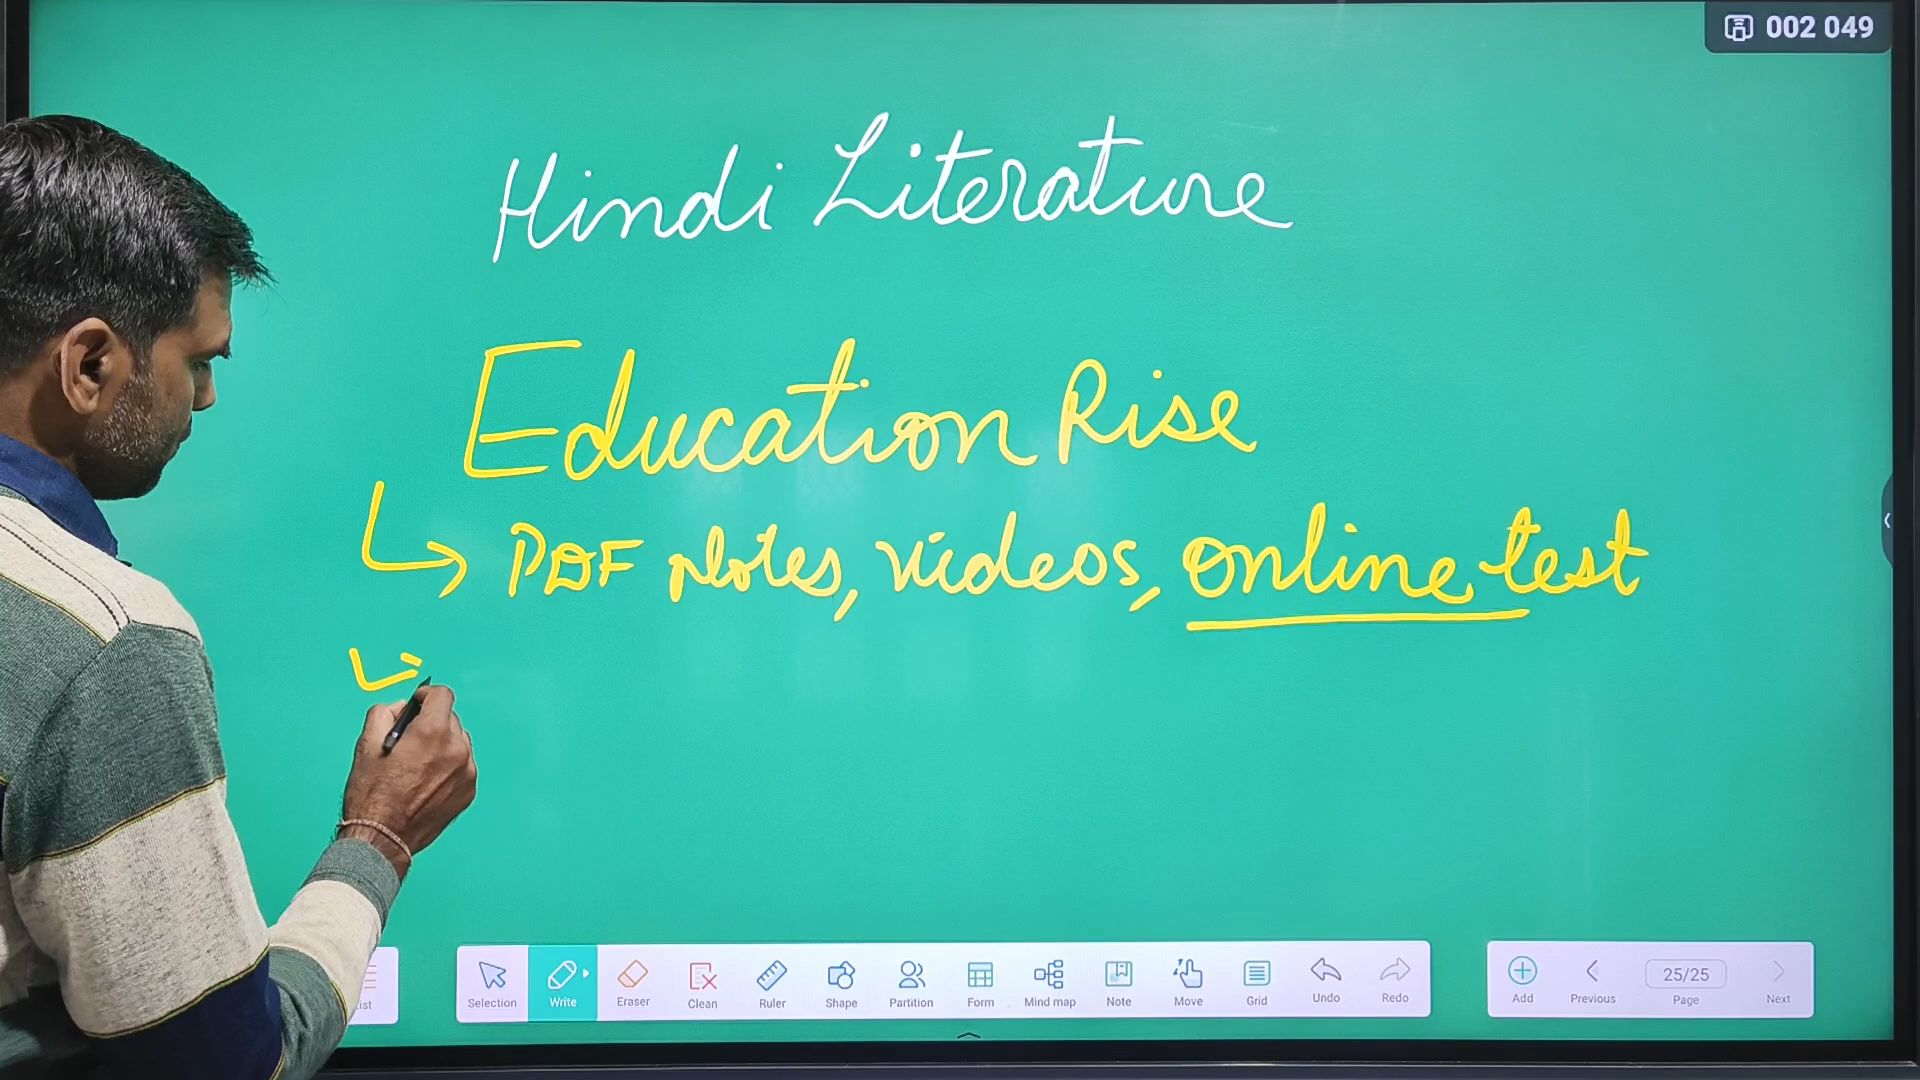 002 049
Hindi Literature
Education Rise
PDF Notes, videos, online test
Selection Write Eraser Clean Ruler Shape Partition Form Mind map Note Move Grid Undo Redo Add Previous 25/25 Page Next